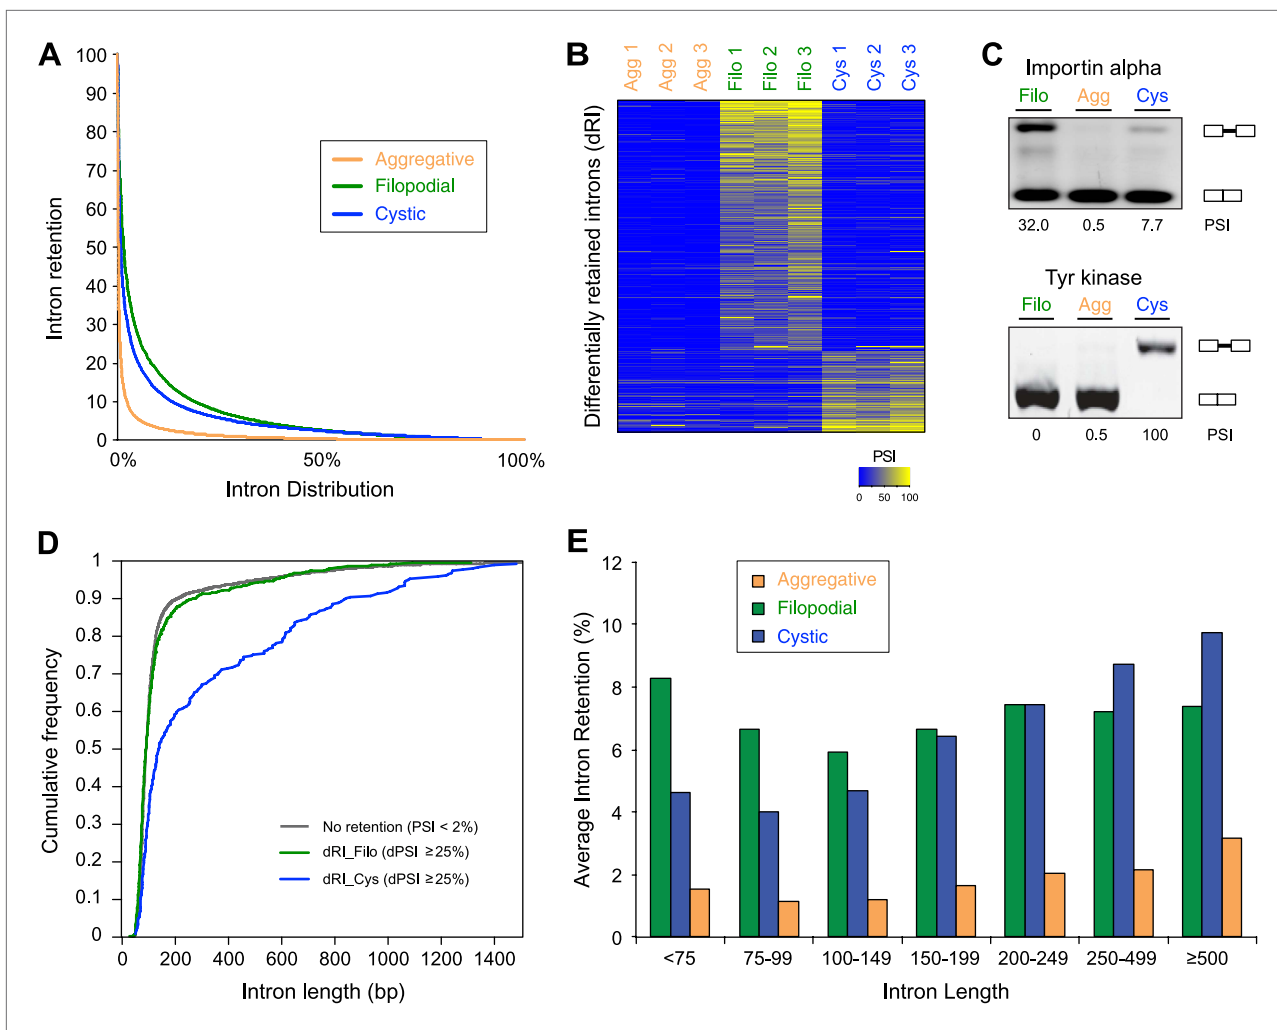 A
100
90
80
70
60
50
40
30
20
10
0
Intron retention
Aggregative
Filopodial
Cystic
0% 50% 100%
Intron Distribution
B
Agg 1 Agg 2 Agg 3 Filo 1 Filo 2 Filo 3 Cys 1 Cys 2 Cys 3
Differentially retained introns (dRI)
PSI
0 50 100
C
Importin alpha
Filo Agg Cys
32.0 0.5 7.7 PSI
Tyr kinase
Filo Agg Cys
0 0.5 100 PSI
D
1
0.9
0.8
0.7
0.6
0.5
0.4
0.3
0.2
0.1
0
Cumulative frequency
No retention (PSI < 2%)
dRI_Filo (dPSI ≥25%)
dRI_Cys (dPSI ≥25%)
0 200 400 600 800 1000 1200 1400
Intron length (bp)
E
12
10
8
6
4
2
0
Average Intron Retention (%)
Aggregative
Filopodial
Cystic
<75 75-99 100-149 150-199 200-249 250-499 ≥500
Intron Length